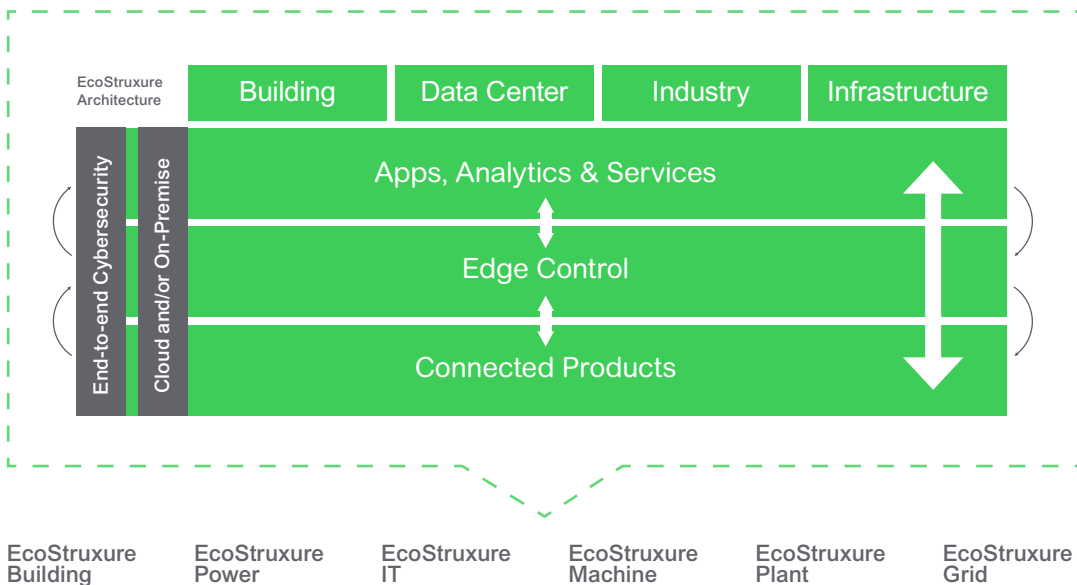 EcoStruxure
Architecture
Building
Data Center
Industry
Infrastructure
End-to-end Cybersecurity
Cloud and/or On-Premise
Apps, Analytics & Services
Edge Control
Connected Products
EcoStruxure
Building
EcoStruxure
Power
EcoStruxure
IT
EcoStruxure
Machine
EcoStruxure
Plant
EcoStruxure
Grid